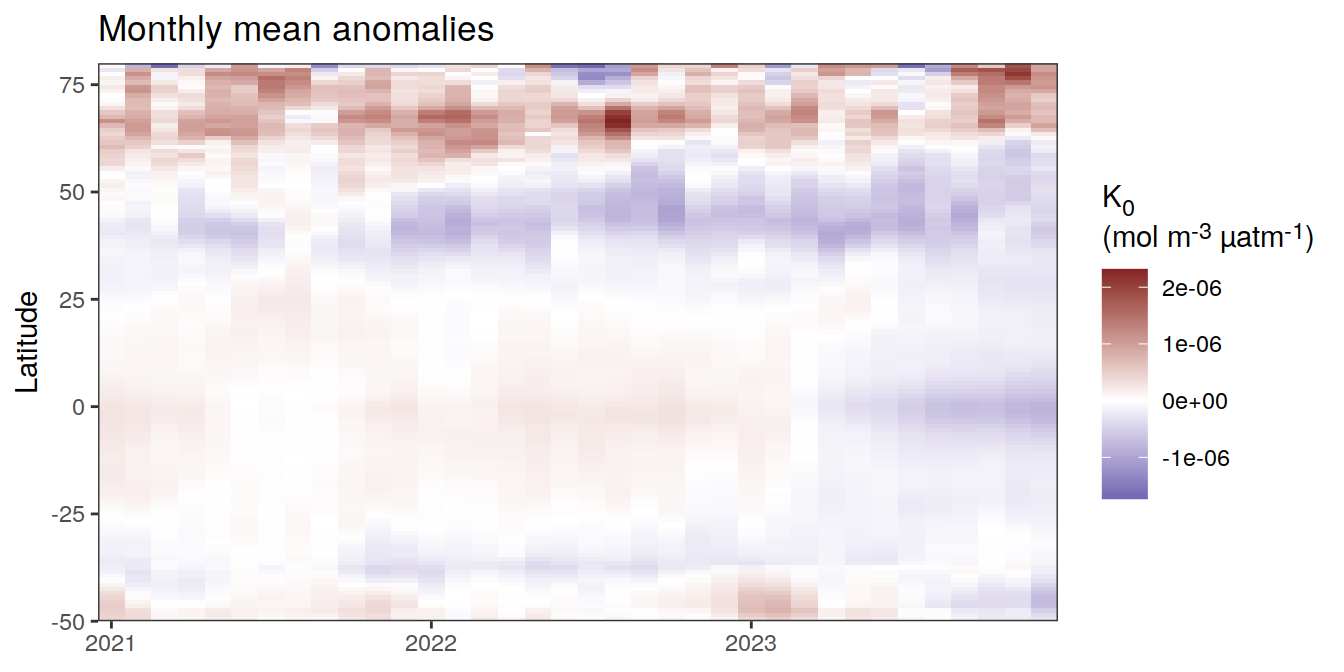 Monthly mean anomalies
75
50
25
0
-25
-50
Latitude
2021
2022
2023
K₀
(mol m⁻³ µatm⁻¹)
2e-06
1e-06
0e+00
-1e-06